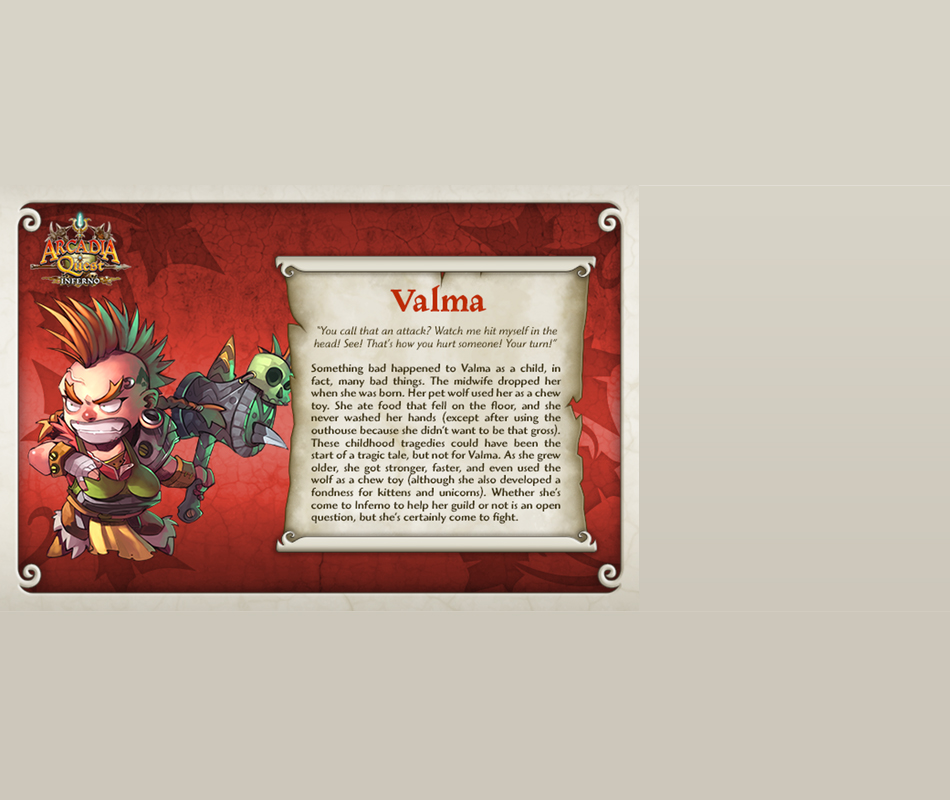 ARCADIA
Quest
INFERNO
Valma
"You call that an attack? Watch me hit myself in the
head! See! That's how you hurt someone! Your turn!"
Something bad happened to Valma as a child, in
fact, many bad things. The midwife dropped her
when she was born. Her pet wolf used her as a chew
toy. She ate food that fell on the floor, and she
never washed her hands (except after using the
outhouse because she didn't want to be that gross).
These childhood tragedies could have been the
start of a tragic tale, but not for Valma. As she grew
older, she got stronger, faster, and even used the
wolf as a chew toy (although she also developed a
fondness for kittens and unicorns). Whether she's
come to Inferno to help her guild or not is an open
question, but she's certainly come to fight.